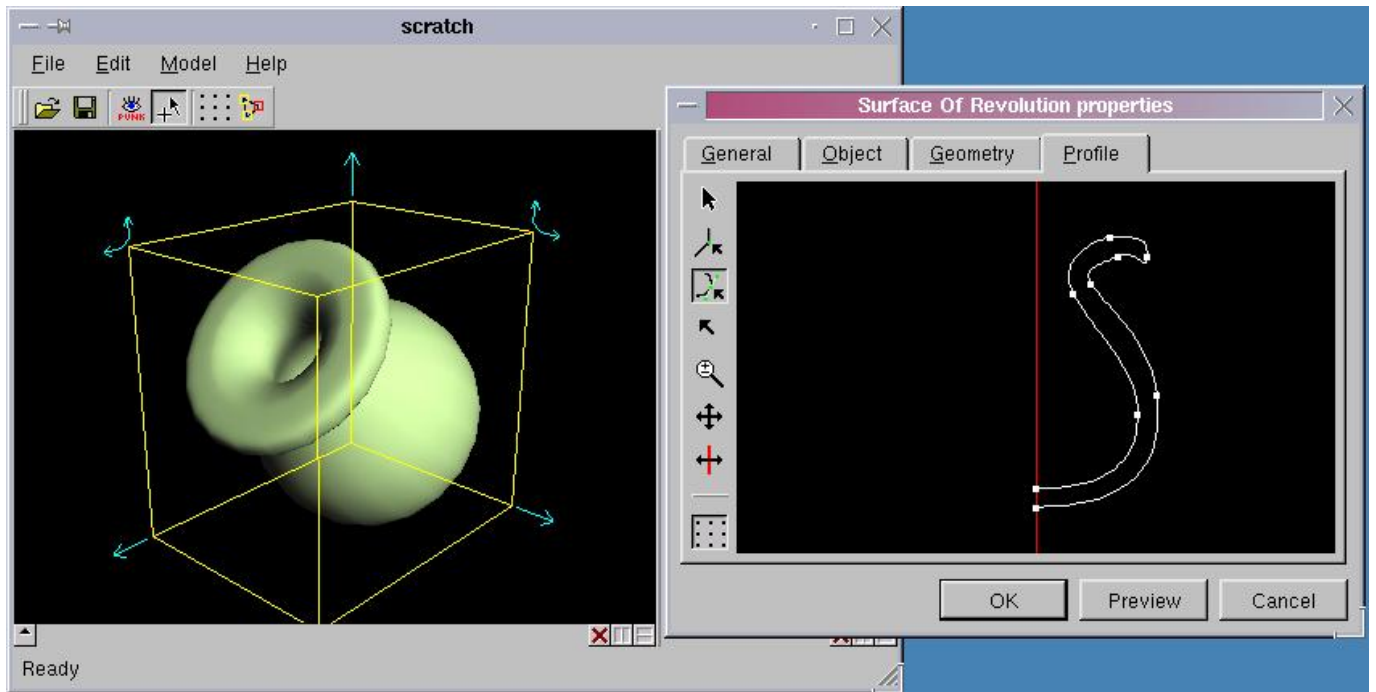 scratch
File Edit Model Help
PUNK
Ready
Surface Of Revolution properties
General Object Geometry Profile
OK Preview Cancel